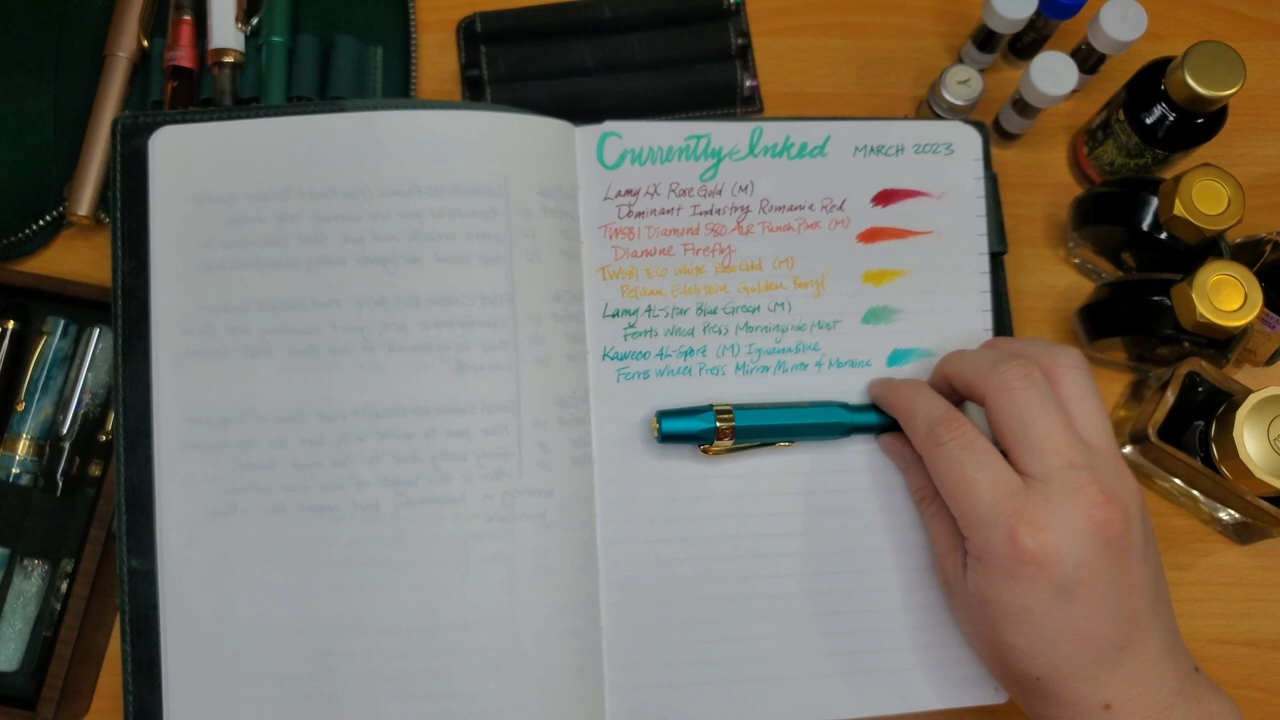 Currently Inked MARCH 2023
Lamy LX Rose Gold (M)
Dominant Industry Romania Red
TWSBI Diamond 580 ALR Punch Pink (M)
Diamine Firefly
TWSBI ECO White Rose Gold (M)
Pelikan Edelstein Golden Beryl
Lamy AL-star Blue-Green (M)
Ferris Wheel Press Morningside Mint
Kaweco AL-Sport (M) Iguana Blue
Ferris Wheel Press Mirror Mirror of Moraine